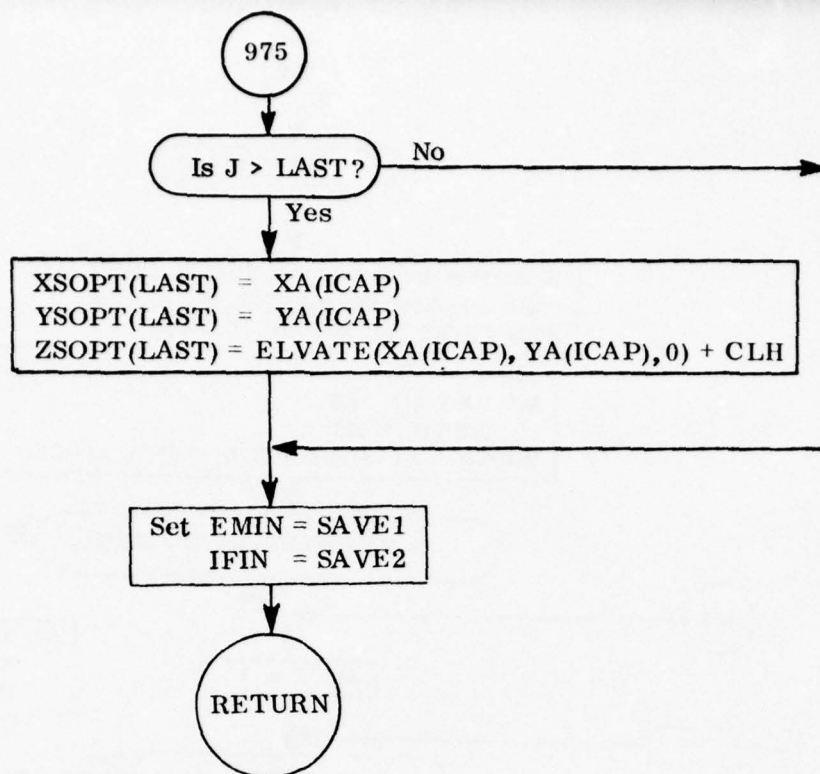 975
Is J > LAST?
No
Yes
XSOPT(LAST) = XA(ICAP)
YSOPT(LAST) = YA(ICAP)
ZSOPT(LAST) = ELVATE(XA(ICAP), YA(ICAP), 0) + CLH
Set EMIN = SAVE1
IFIN = SAVE2
RETURN